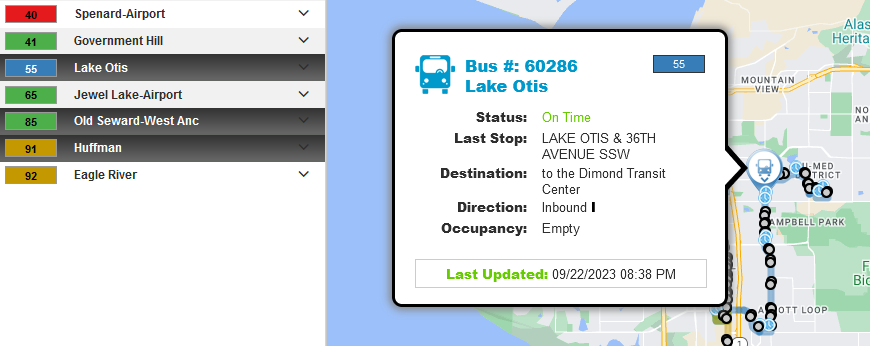 40 Spenard-Airport
41 Government Hill
55 Lake Otis
65 Jewel Lake-Airport
85 Old Seward-West Anc
91 Huffman
92 Eagle River
Bus #: 60286
Lake Otis
55
Status: On Time
Last Stop: LAKE OTIS & 36TH
AVENUE SSW
Destination: to the Dimond Transit
Center
Direction: Inbound
Occupancy: Empty
Last Updated: 09/22/2023 08:38 PM
Alas
Herita
MOUNTAIN
VIEW
NO
AN
U-MED
DISTRICT
AMPBELL PARK
F
Bic
ABBOTT LOOP
1